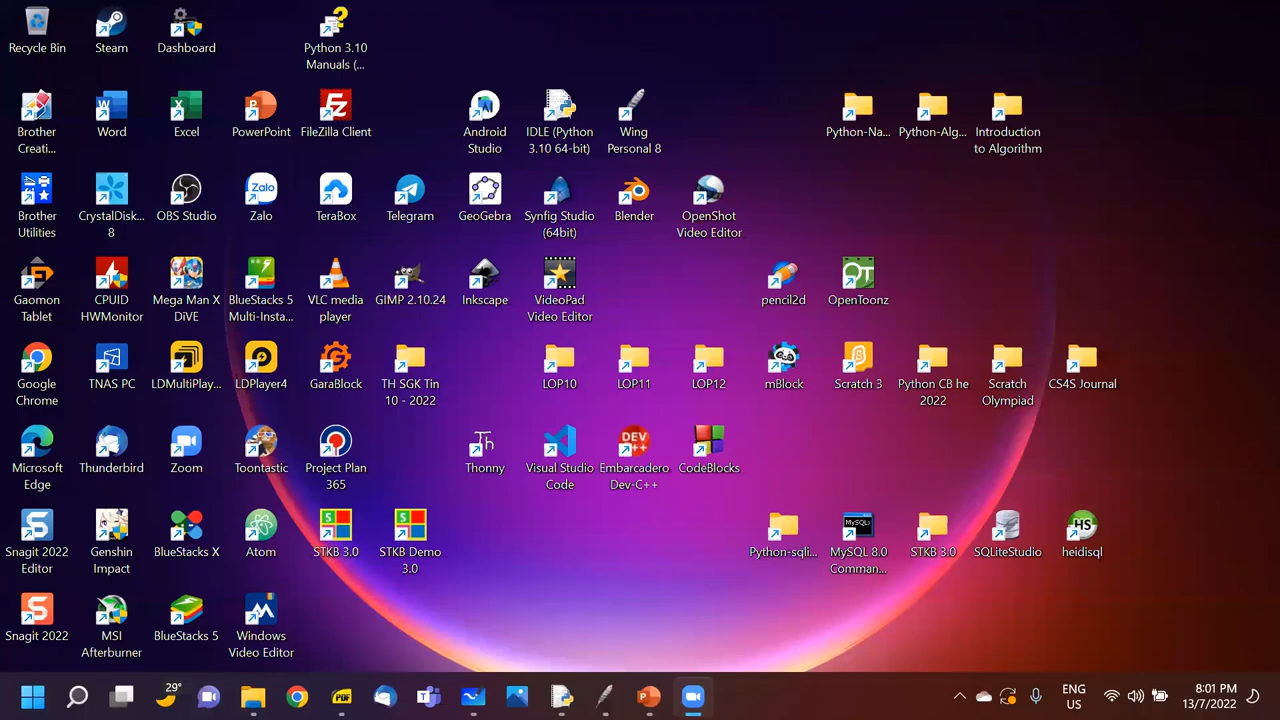 Recycle Bin
Steam
Dashboard
Python 3.10
Manuals (...
Brother
Creati...
Word
Excel
PowerPoint
FileZilla Client
Android
Studio
IDLE (Python
3.10 64-bit)
Wing
Personal 8
Python-Na...
Python-Alg...
Introduction
to Algorithm
Brother
Utilities
CrystalDisk...
8
OBS Studio
Zalo
Zalo
TeraBox
Telegram
GeoGebra
Synfig Studio
(64bit)
Blender
OpenShot
Video Editor
Gaomon
Tablet
CPUID
HWMonitor
Mega Man X
DiVE
BlueStacks 5
Multi-Insta...
VLC media
player
GIMP 2.10.24
Inkscape
VideoPad
Video Editor
pencil2d
OT
OpenToonz
Google
Chrome
TNAS PC
LDMultiPlay...
LDPlayer4
GaraBlock
TH SGK Tin
10 - 2022
LOP10
LOP11
LOP12
mBlock
Scratch 3
Python CB he
2022
Scratch
Olympiad
CS4S Journal
Microsoft
Edge
Thunderbird
Zoom
Toontastic
Project Plan
365
Th
Thonny
Visual Studio
Code
DEV
Embarcadero
Dev-C++
CodeBlocks
Snagit 2022
Editor
Genshin
Impact
BlueStacks X
Atom
STKB 3.0
STKB Demo
3.0
Python-sqli...
MySQL
MySQL 8.0
Comman...
STKB 3.0
SQLiteStudio
HS
heidisql
Snagit 2022
MSI
Afterburner
BlueStacks 5
Windows
Video Editor
29°
PDF
ENG
US
8:01 PM
13/7/2022